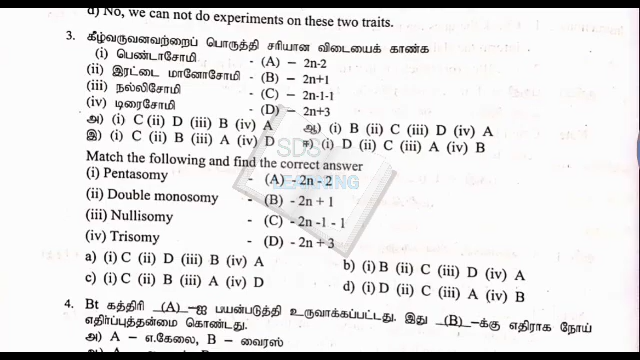 d) No, we can not do experiments on these two traits.
3. கீழ்வருவனவற்றைப் பொருத்தி சரியான விடையைக் காண்க
(i) பெண்டாசோமி - (A) – 2n-2
(ii) இரட்டை மானோசோமி - (B) – 2n+1
(iii) நல்லிசோமி - (C) – 2n-1-1
(iv) டிரைசோமி - (D) – 2n+3
அ) (i) C (ii) D (iii) B (iv) A ஆ) (i) B (ii) C (iii) D (iv) A
இ) (i) C (ii) B (iii) A (iv) D ஈ) (i) D (ii) C (iii) A (iv) B
Match the following and find the correct answer
(i) Pentasomy - (A) - 2n - 2
(ii) Double monosomy - (B) - 2n + 1
(iii) Nullisomy - (C) - 2n -1 - 1
(iv) Trisomy - (D) - 2n + 3
a) (i) C (ii) D (iii) B (iv) A b) (i) B (ii) C (iii) D (iv) A
c) (i) C (ii) B (iii) A (iv) D d) (i) D (ii) C (iii) A (iv) B
4. Bt கத்திரி (A) -ஐ பயன்படுத்தி உருவாக்கப்பட்டது. இது (B) -க்கு எதிராக நோய்
எதிர்ப்புத்தன்மை கொண்டது.
அ) A – எ.கேலை, B – வைரஸ்
SDS
LEARNING